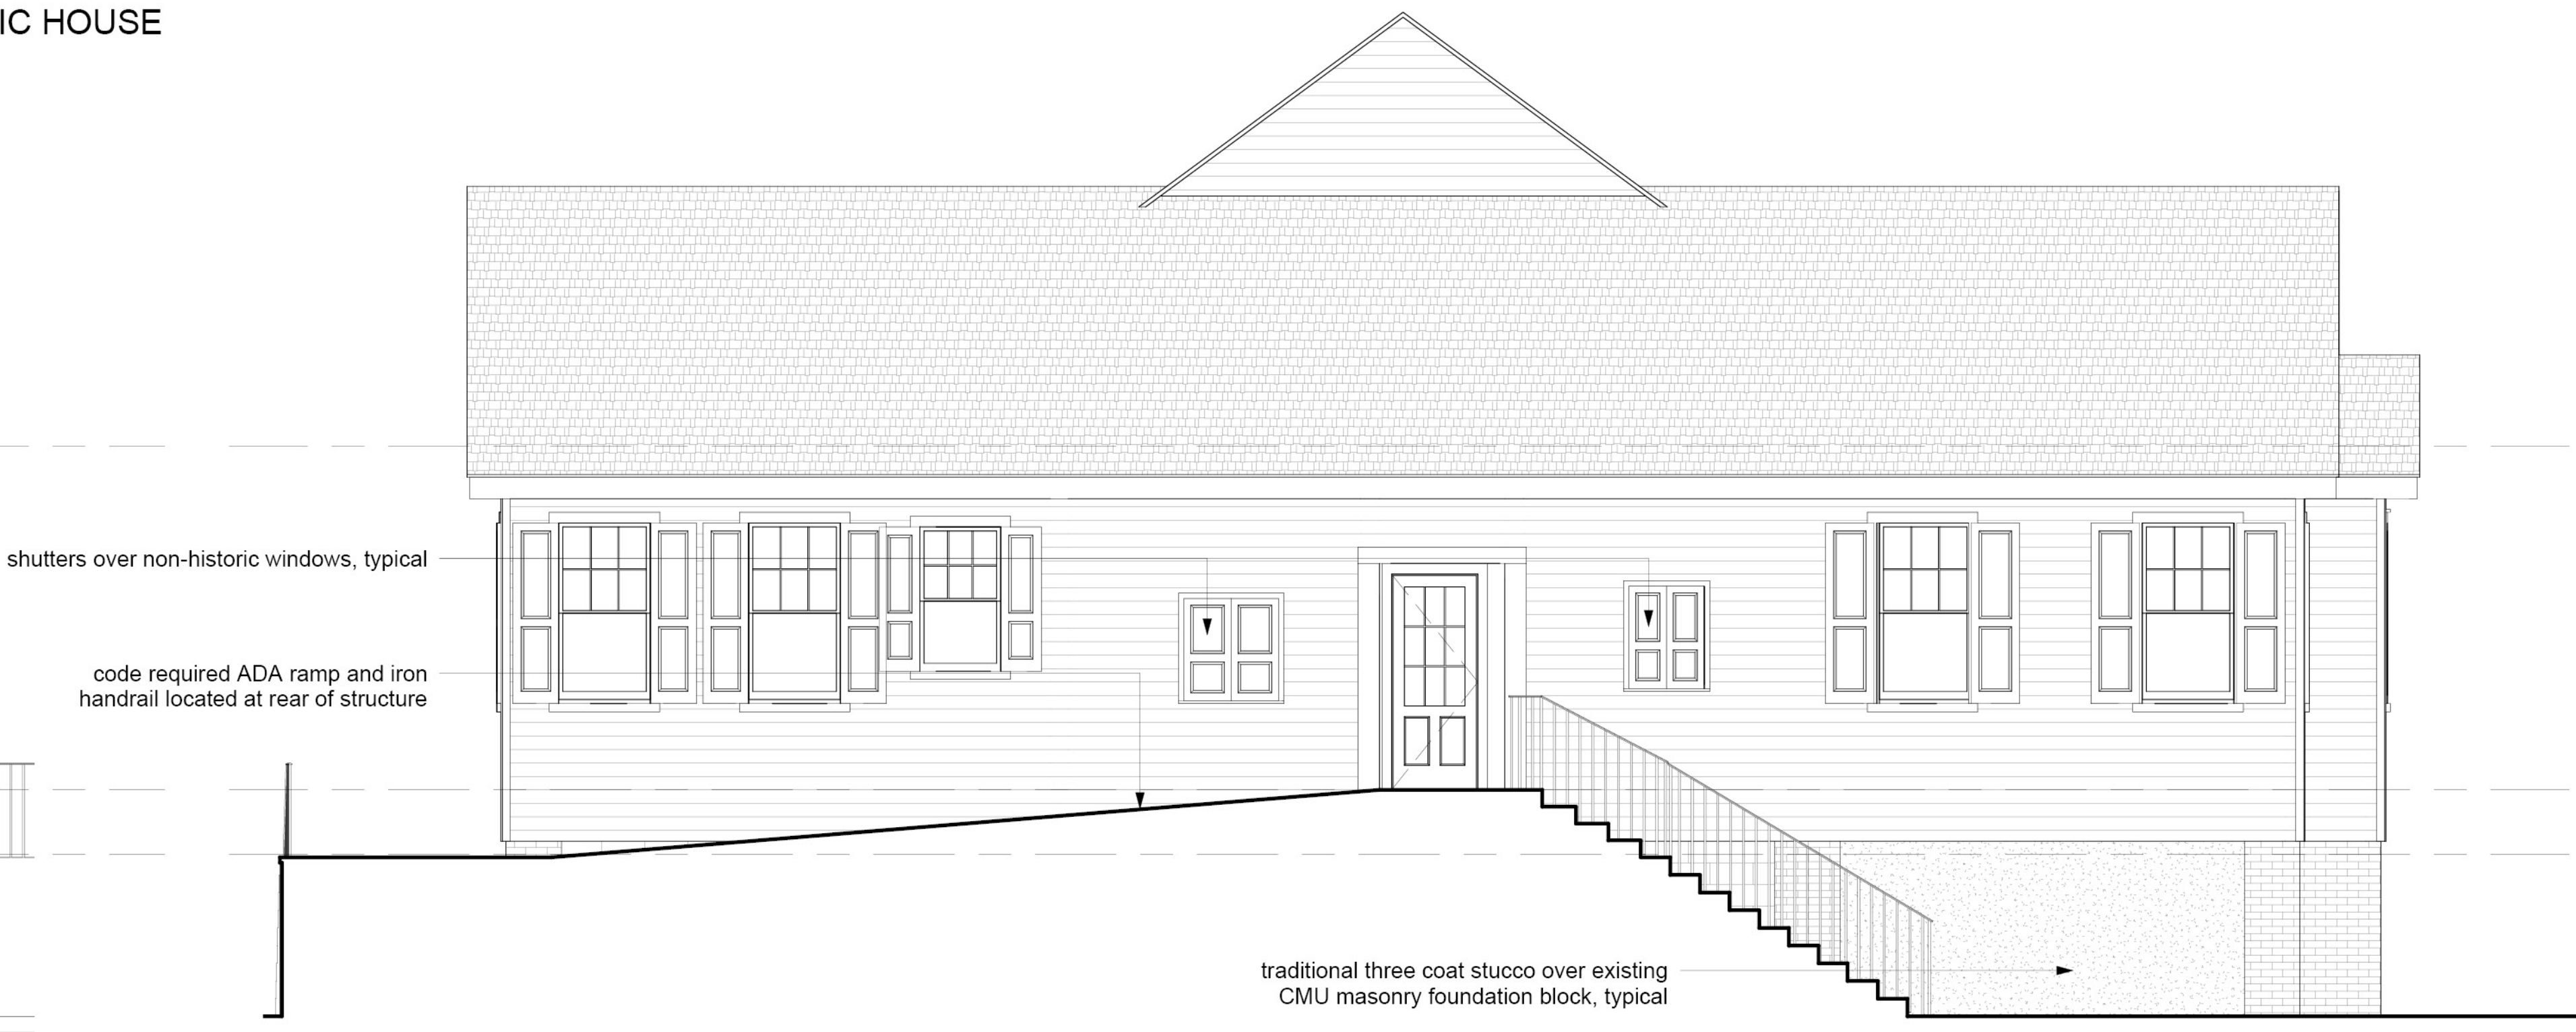 IC HOUSE
shutters over non-historic windows, typical
code required ADA ramp and iron
handrail located at rear of structure
traditional three coat stucco over existing
CMU masonry foundation block, typical